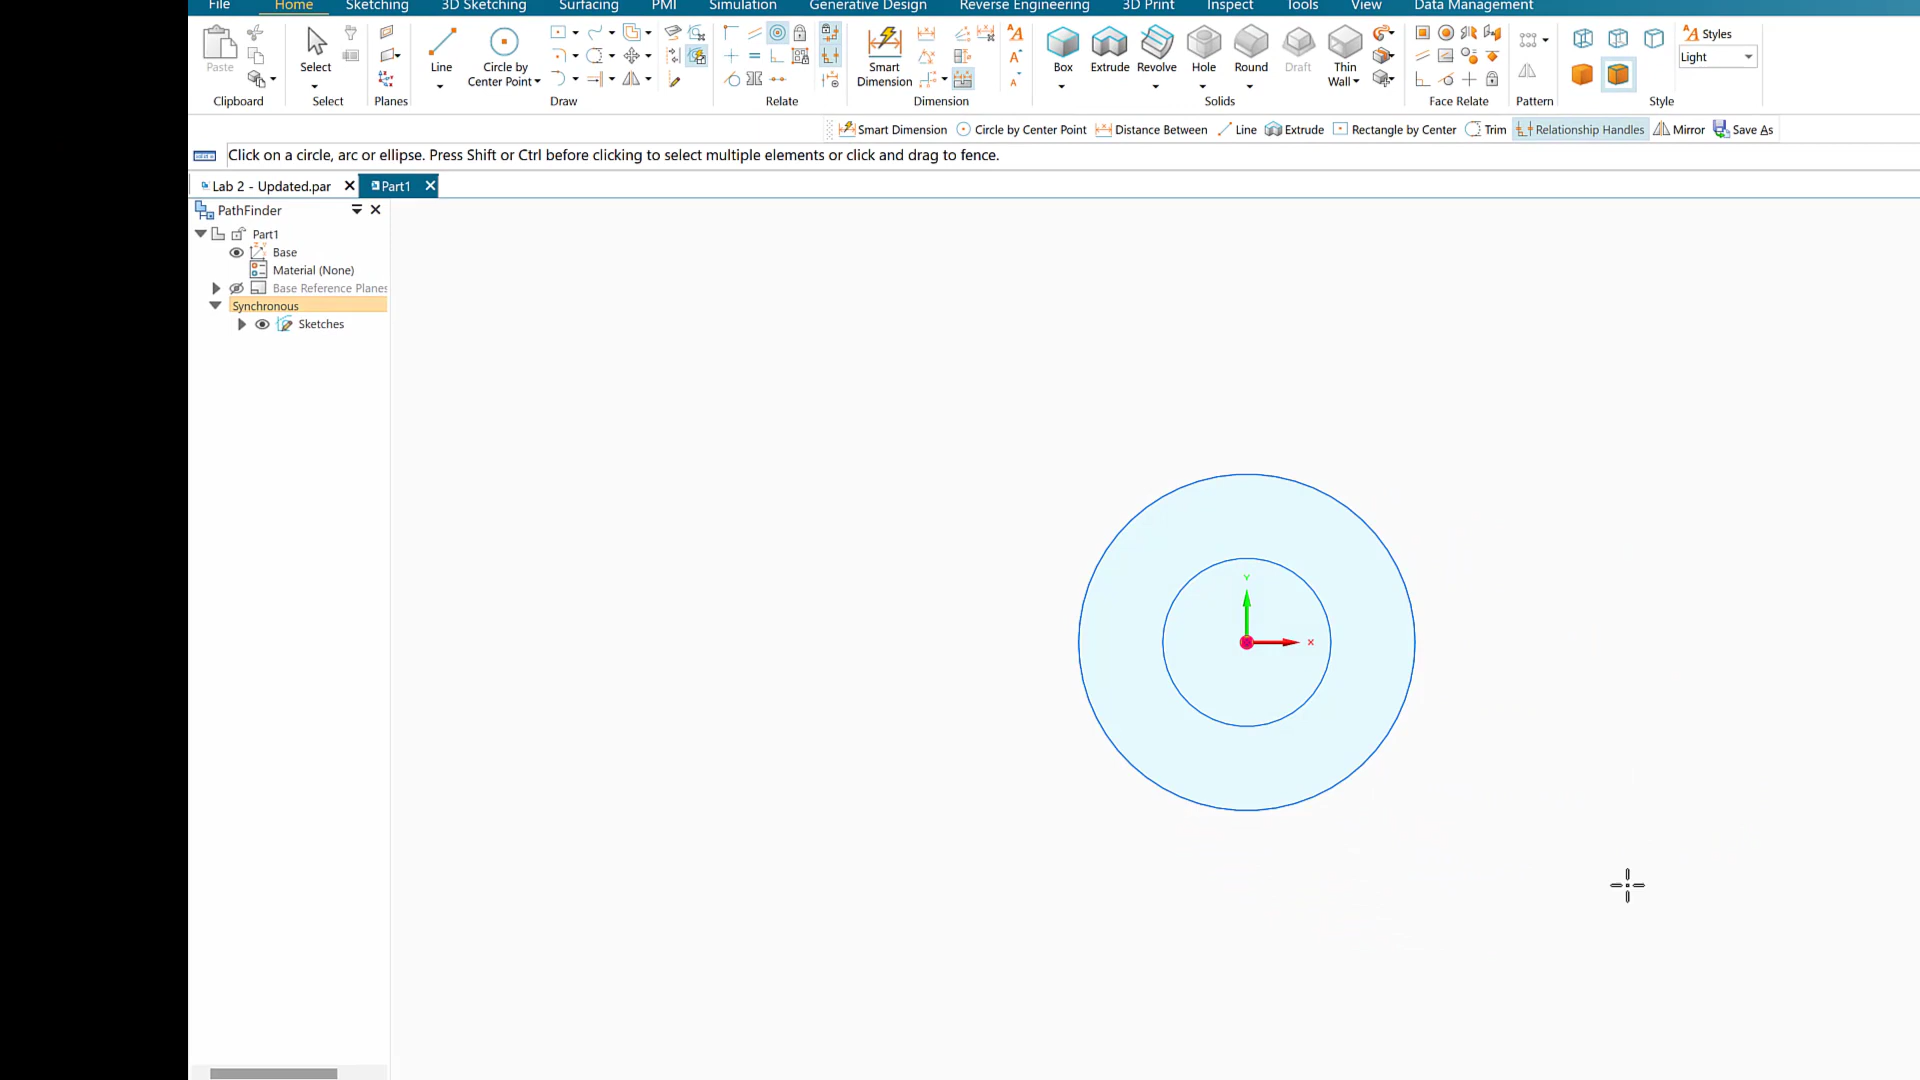 File Home Sketching 3D Sketching Surfacing PMI Simulation Generative Design Reverse Engineering 3D Print Inspect Tools View Data Management
Paste Select Line Circle by Center Point Smart Dimension Box Extrude Revolve Hole Round Draft Thin Wall Styles Light
Clipboard Select Planes Draw Relate Dimension Solids Face Relate Pattern Style
Smart Dimension Circle by Center Point Distance Between Line Extrude Rectangle by Center Trim Relationship Handles Mirror Save As
Click on a circle, arc or ellipse. Press Shift or Ctrl before clicking to select multiple elements or click and drag to fence.
Lab 2 - Updated.par Part1
PathFinder
Part1
Base
Material (None)
Base Reference Planes
Synchronous
Sketches
Y
X